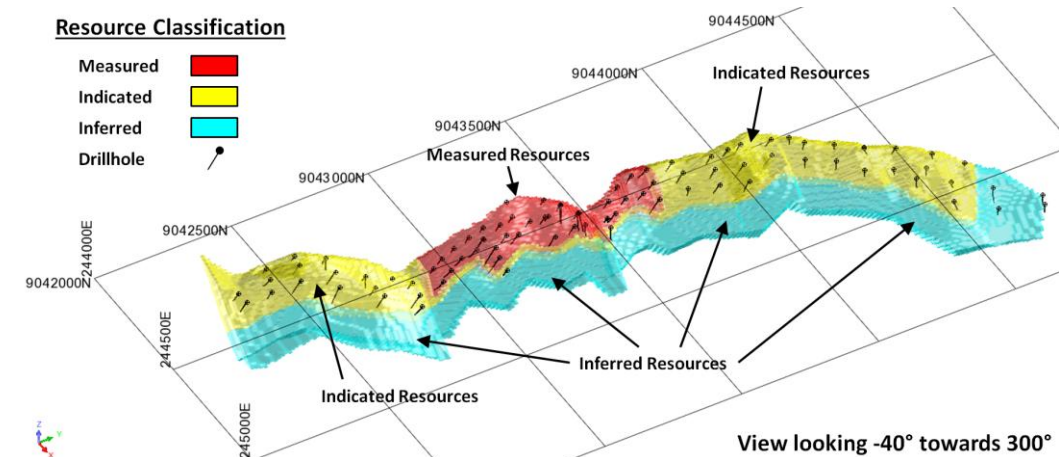 Resource Classification
Measured
Indicated
Inferred
Drillhole
9044500N
9044000N
Indicated Resources
9043500N
Measured Resources
9043000N
9042500N
244000E
9042000N
244500E
Inferred Resources
Indicated Resources
245000E
Z
Y
X
View looking -40° towards 300°